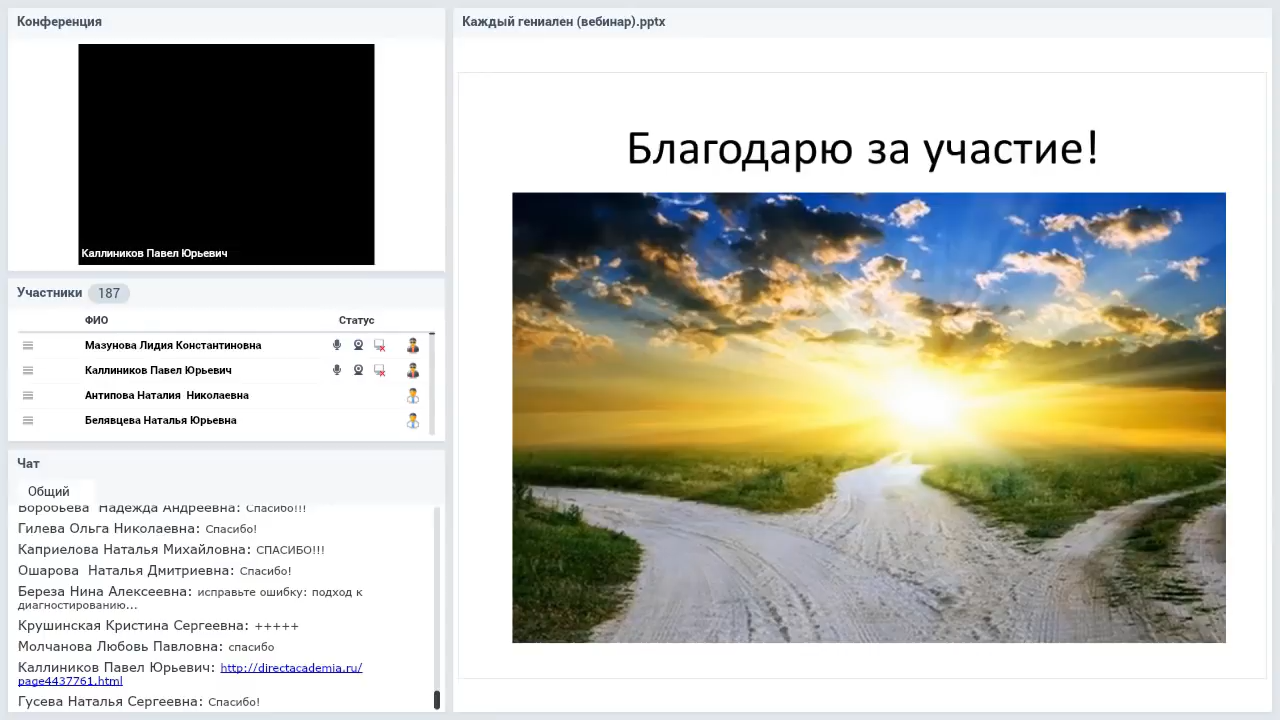 Конференция
Каллиников Павел Юрьевич
Участники 187
ФИО Статус
Мазунова Лидия Константиновна
Каллиников Павел Юрьевич
Антипова Наталия  Николаевна
Белявцева Наталья Юрьевна
Чат
Общий
Воробьева  Надежда Андреевна: Спасибо!!!
Гилева Ольга Николаевна: Спасибо!
Каприелова Наталья Михайловна: СПАСИБО!!!
Ошарова  Наталья Дмитриевна: Спасибо!
Береза Нина Алексеевна: исправьте ошибку: подход к
диагностированию...
Крушинская Кристина Сергеевна: +++++
Молчанова Любовь Павловна: спасибо
Каллиников Павел Юрьевич: http://directacademia.ru/
page4437761.html
Гусева Наталья Сергеевна: Спасибо!
Каждый гениален (вебинар).pptx
Благодарю за участие!